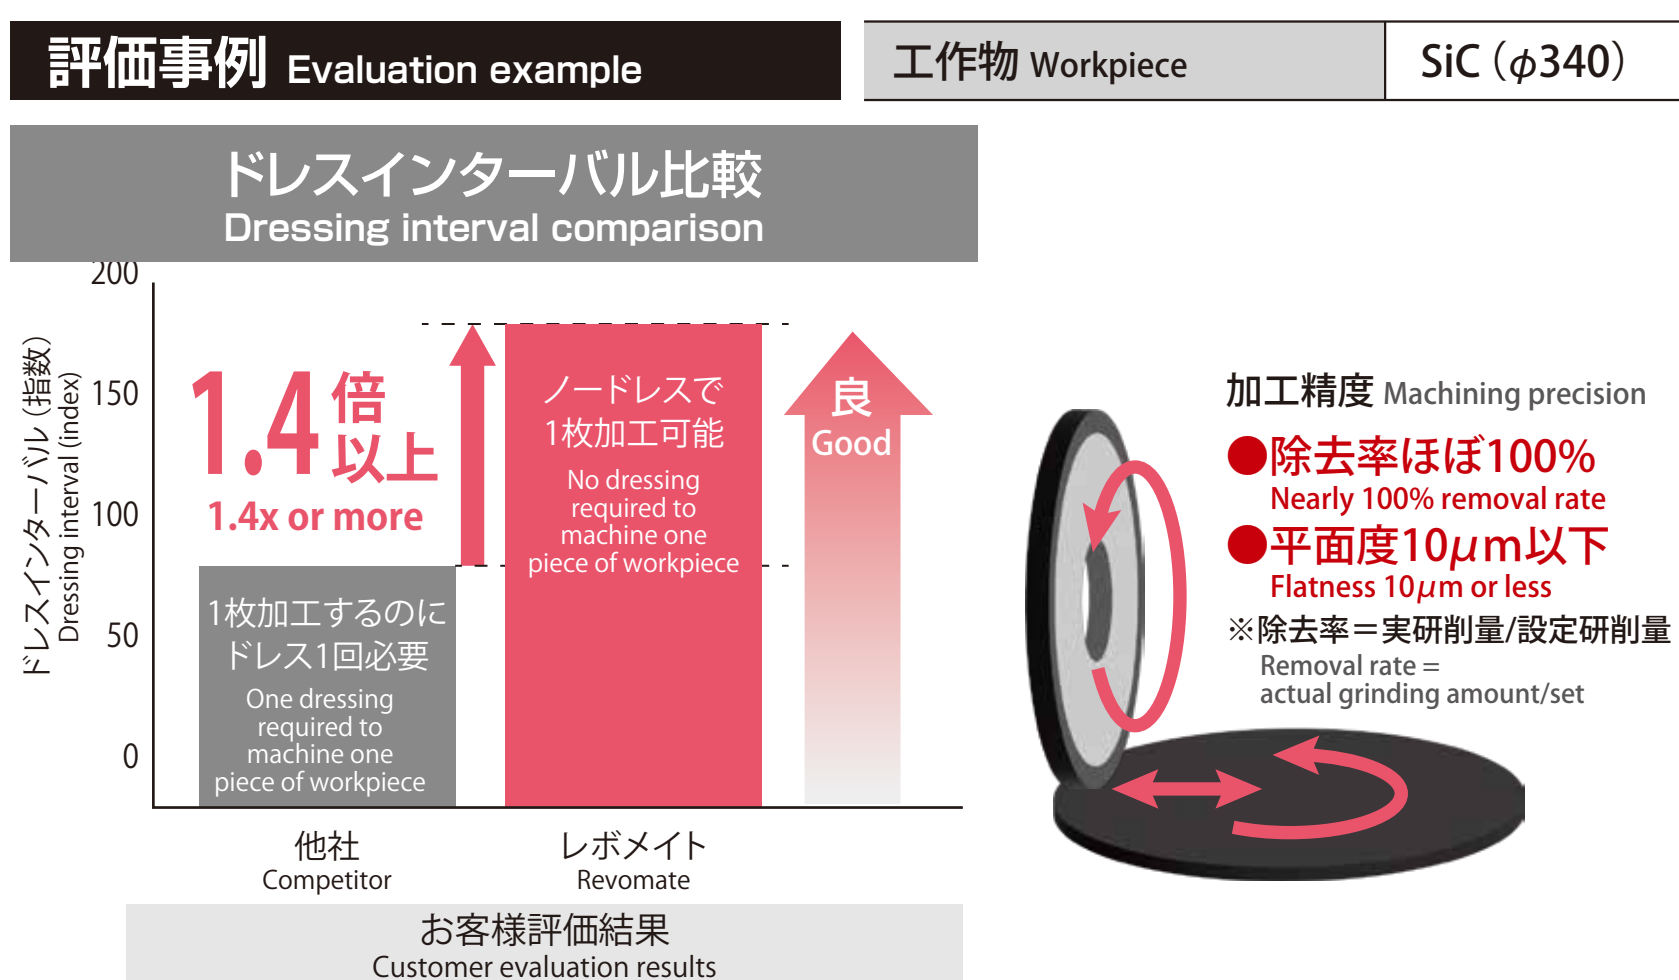 評価事例 Evaluation example
工作物 Workpiece
SiC（φ340）
ドレスインターバル比較
Dressing interval comparison
ドレスインターバル（指数）
Dressing interval (index)
200
150
100
50
0
1.4倍以上
1.4x or more
1枚加工するのに
ドレス1回必要
One dressing
required to
machine one
piece of workpiece
ノードレスで
1枚加工可能
No dressing
required to
machine one
piece of workpiece
良
Good
他社
Competitor
レボメイト
Revomate
お客様評価結果
Customer evaluation results
加工精度 Machining precision
●除去率ほぼ100%
Nearly 100% removal rate
●平面度10μm以下
Flatness 10μm or less
※除去率＝実研削量/設定研削量
Removal rate =
actual grinding amount/set